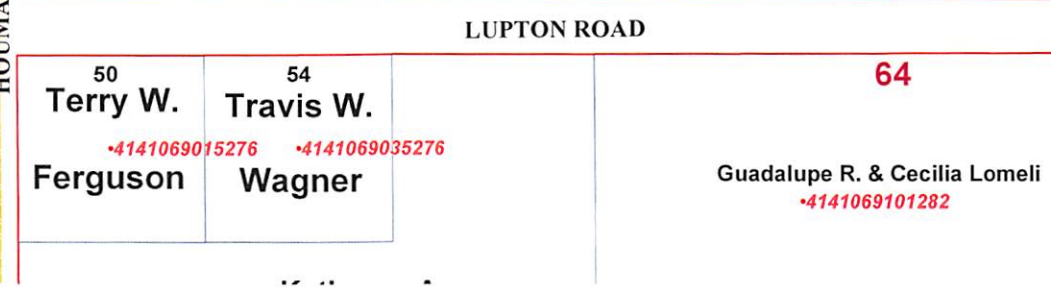 LUPTON ROAD
HOUMA
50
Terry W.
•4141069015276
Ferguson
54
Travis W.
•4141069035276
Wagner
64
Guadalupe R. & Cecilia Lomeli
•4141069101282